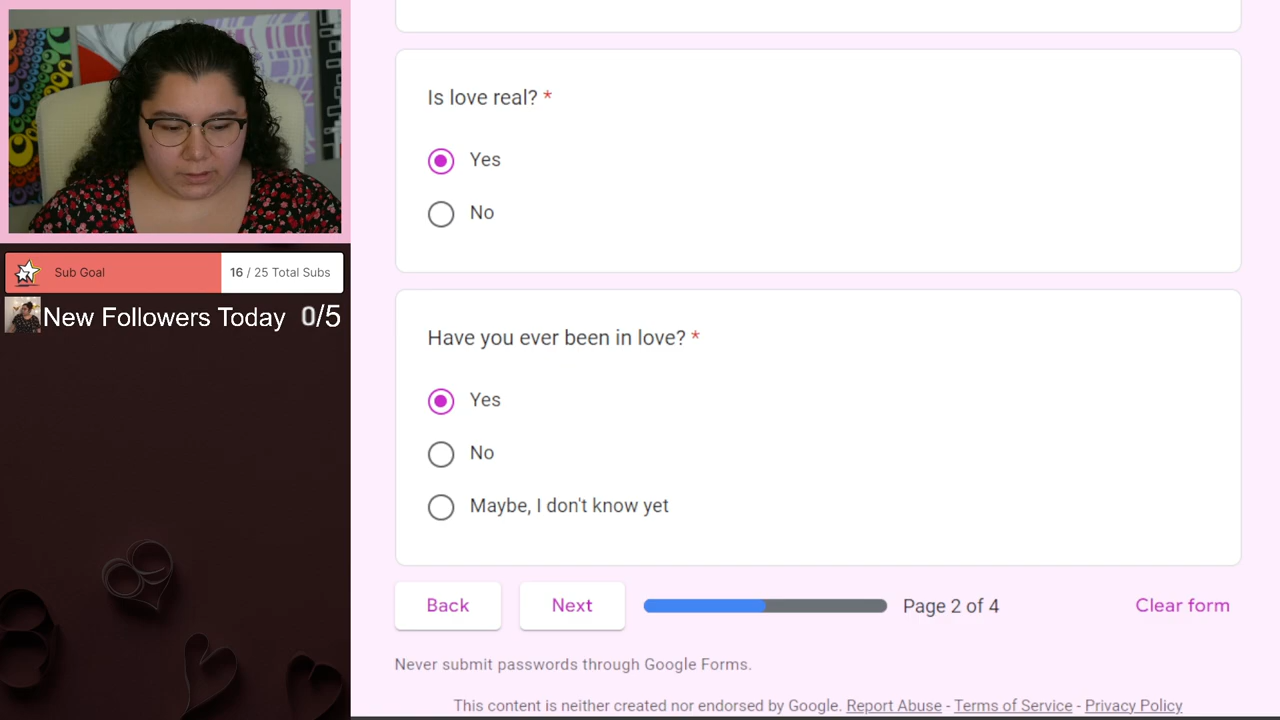 Sub Goal
16 / 25 Total Subs
New Followers Today 0/5
Is love real? *
Yes
No
Have you ever been in love? *
Yes
No
Maybe, I don't know yet
Back
Next
Page 2 of 4
Clear form
Never submit passwords through Google Forms.
This content is neither created nor endorsed by Google. Report Abuse - Terms of Service - Privacy Policy